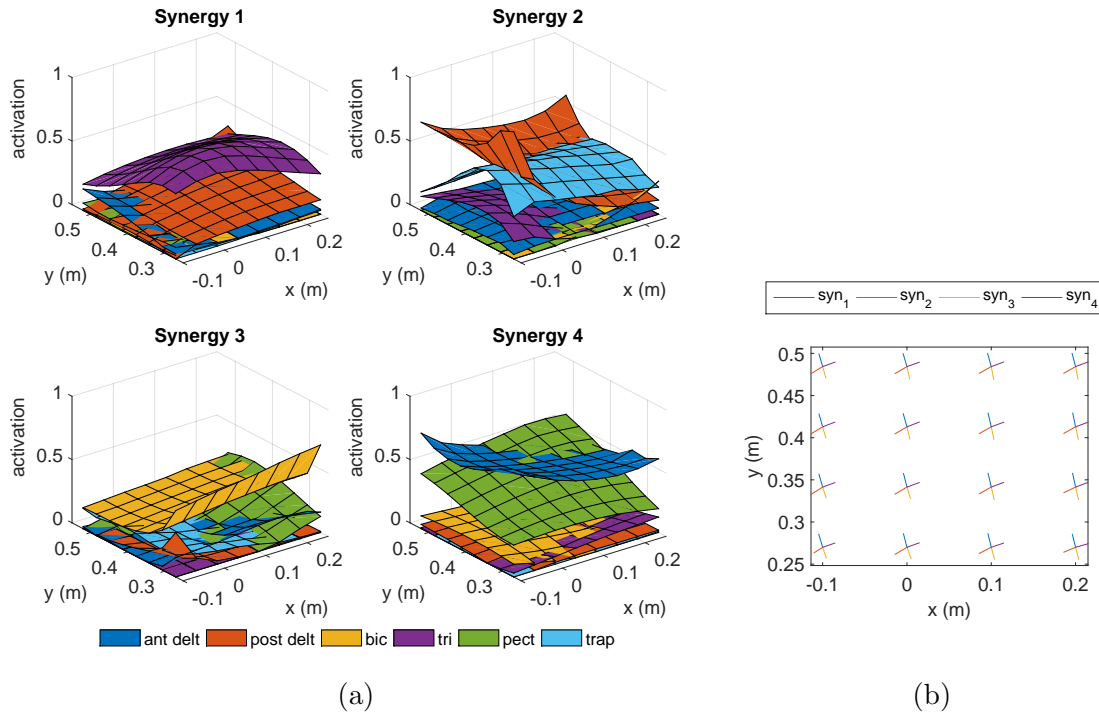 Synergy 1
Synergy 2
1
0.5
0
activation
0.5
0.4
0.3
y (m)
-0.1
0
0.1
0.2
x (m)
1
0.5
0
activation
0.5
0.4
0.3
y (m)
-0.1
0
0.1
0.2
x (m)
Synergy 3
Synergy 4
1
0.5
0
activation
0.5
0.4
0.3
y (m)
-0.1
0
0.1
0.2
x (m)
1
0.5
0
activation
0.5
0.4
0.3
y (m)
-0.1
0
0.1
0.2
x (m)
ant delt post delt bic tri pect trap
(a)
syn1 syn2 syn3 syn4
0.5
0.45
0.4
0.35
0.3
0.25
y (m)
-0.1 0 0.1 0.2
x (m)
(b)